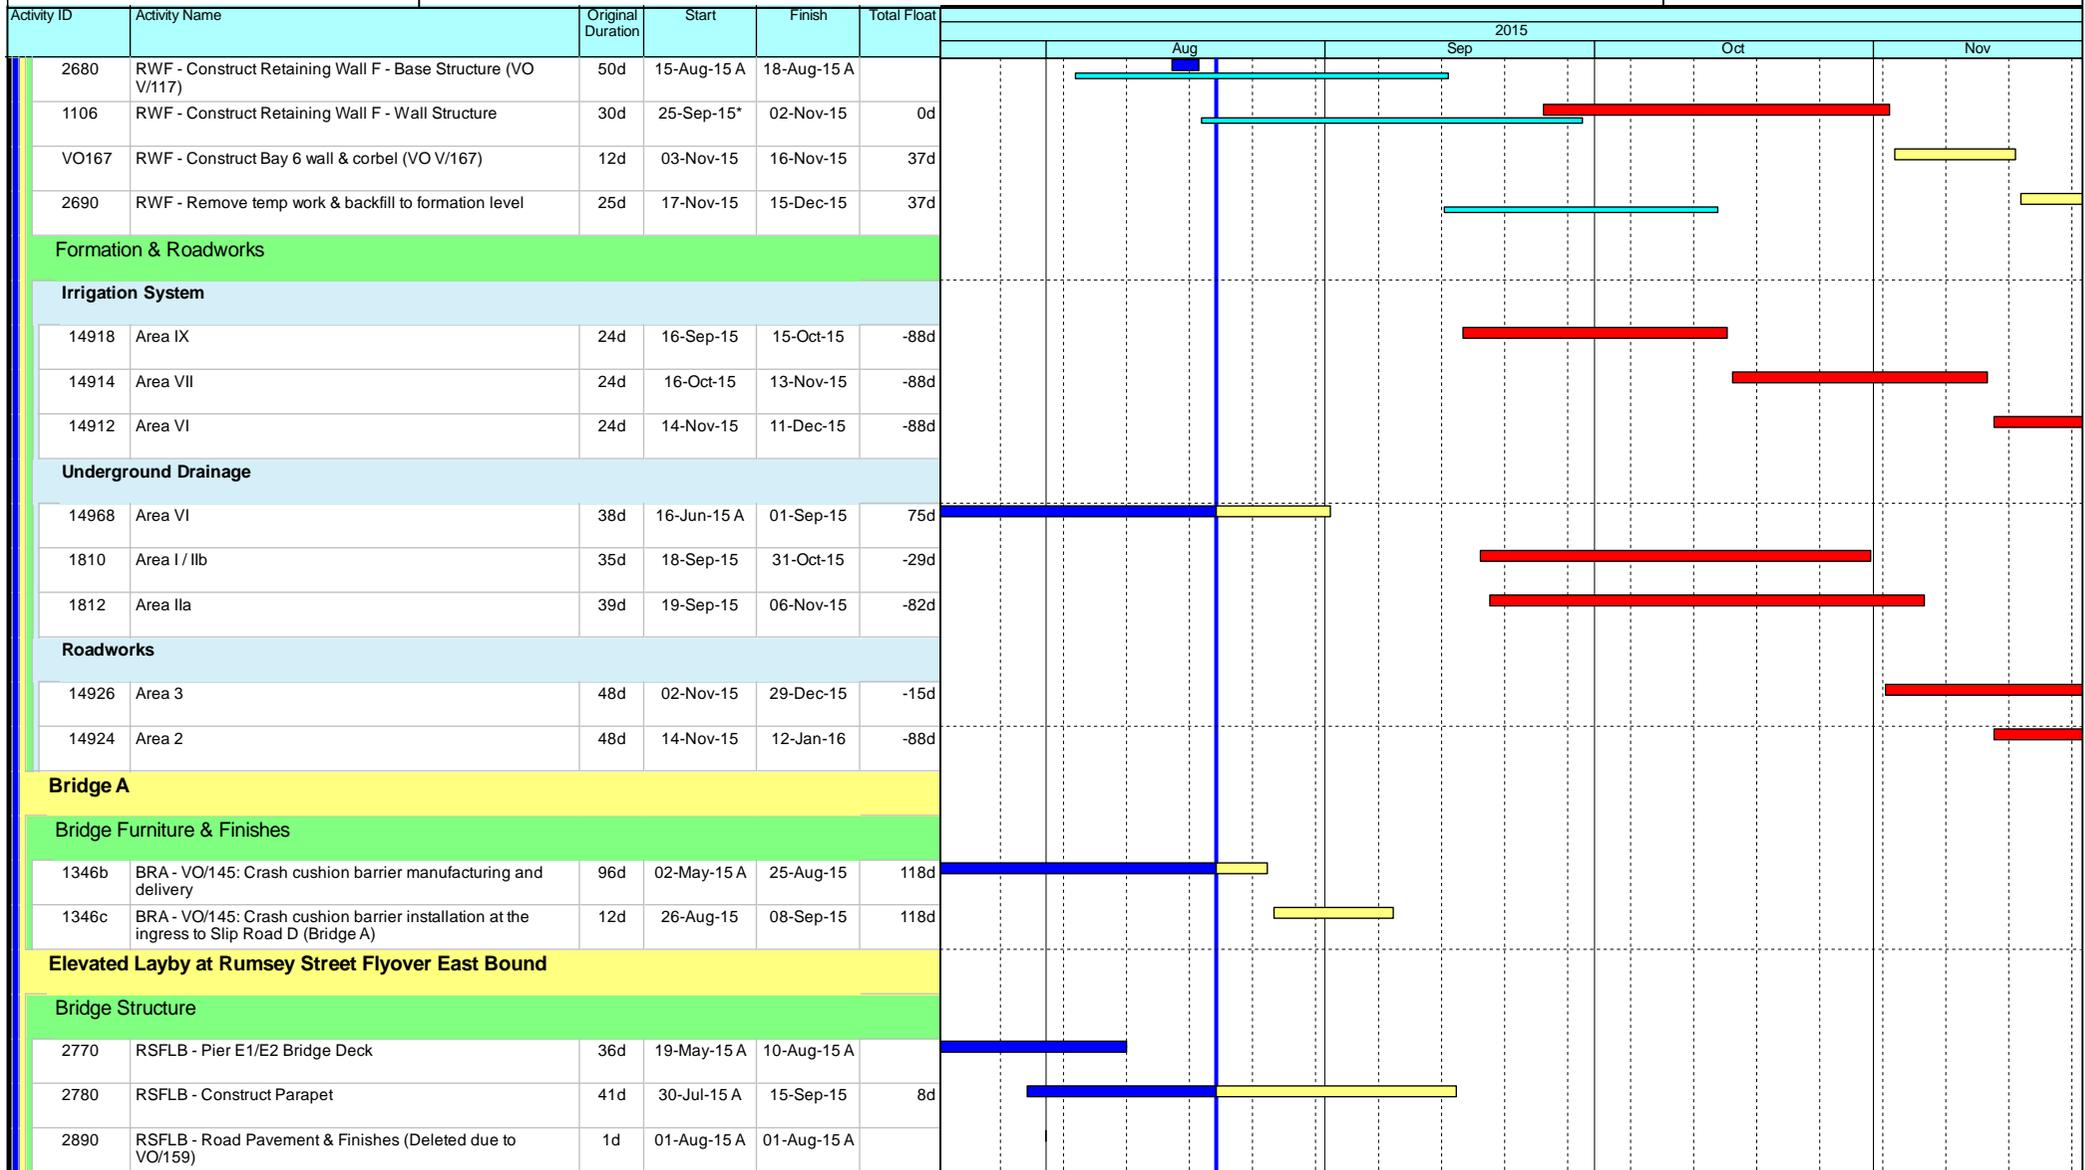 Activity ID Activity Name Original Duration Start Finish Total Float
2015
Aug Sep Oct Nov
2680 RWF - Construct Retaining Wall F - Base Structure (VO 50d 15-Aug-15 A 18-Aug-15 A
V/117)
1106 RWF - Construct Retaining Wall F - Wall Structure 30d 25-Sep-15* 02-Nov-15 0d
VO167 RWF - Construct Bay 6 wall & corbel (VO V/167) 12d 03-Nov-15 16-Nov-15 37d
2690 RWF - Remove temp work & backfill to formation level 25d 17-Nov-15 15-Dec-15 37d
Formation & Roadworks
Irrigation System
14918 Area IX 24d 16-Sep-15 15-Oct-15 -88d
14914 Area VII 24d 16-Oct-15 13-Nov-15 -88d
14912 Area VI 24d 14-Nov-15 11-Dec-15 -88d
Underground Drainage
14968 Area VI 38d 16-Jun-15 A 01-Sep-15 75d
1810 Area I / IIb 35d 18-Sep-15 31-Oct-15 -29d
1812 Area IIa 39d 19-Sep-15 06-Nov-15 -82d
Roadworks
14926 Area 3 48d 02-Nov-15 29-Dec-15 -15d
14924 Area 2 48d 14-Nov-15 12-Jan-16 -88d
Bridge A
Bridge Furniture & Finishes
1346b BRA - VO/145: Crash cushion barrier manufacturing and 96d 02-May-15 A 25-Aug-15 118d
delivery
1346c BRA - VO/145: Crash cushion barrier installation at the 12d 26-Aug-15 08-Sep-15 118d
ingress to Slip Road D (Bridge A)
Elevated Layby at Rumsey Street Flyover East Bound
Bridge Structure
2770 RSFLB - Pier E1/E2 Bridge Deck 36d 19-May-15 A 10-Aug-15 A
2780 RSFLB - Construct Parapet 41d 30-Jul-15 A 15-Sep-15 8d
2890 RSFLB - Road Pavement & Finishes (Deleted due to 1d 01-Aug-15 A 01-Aug-15 A
VO/159)